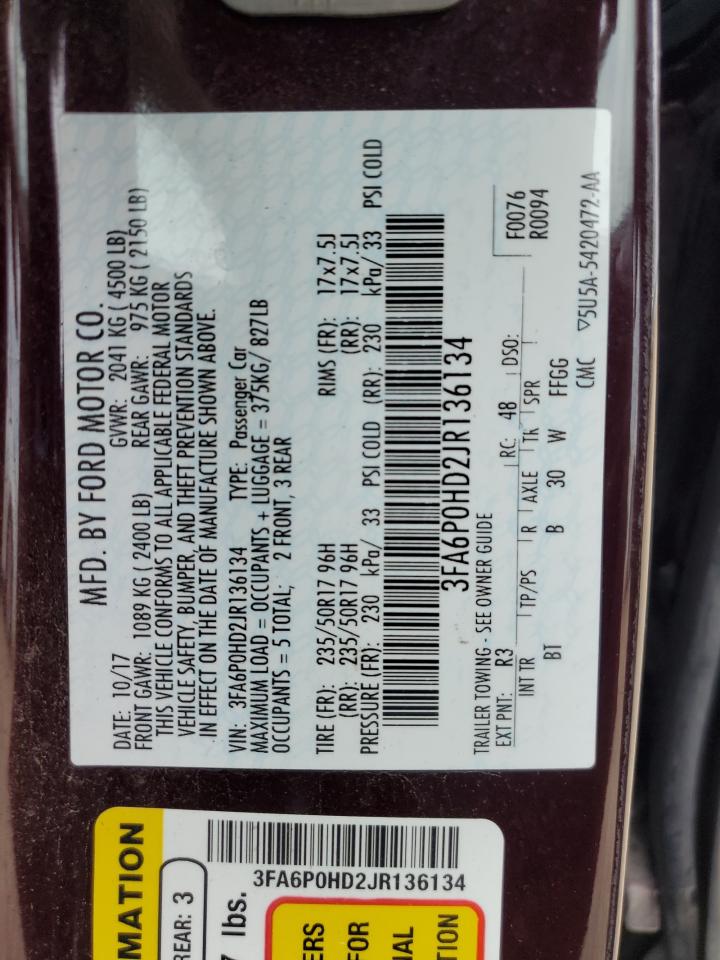 MFD. BY FORD MOTOR CO.
DATE: 10/17 GVWR: 2041 KG ( 4500 LB)
FRONT GAWR: 1089 KG ( 2400 LB) REAR GAWR: 975 KG ( 2150 LB)
THIS VEHICLE CONFORMS TO ALL APPLICABLE FEDERAL MOTOR
VEHICLE SAFETY, BUMPER, AND THEFT PREVENTION STANDARDS
IN EFFECT ON THE DATE OF MANUFACTURE SHOWN ABOVE.
VIN: 3FA6P0HD2JR136134 TYPE: Passenger Car
MAXIMUM LOAD = OCCUPANTS + LUGGAGE = 375KG/ 827LB
OCCUPANTS = 5 TOTAL; 2 FRONT, 3 REAR
TIRE (FR): 235/50R17 96H RIMS (FR): 17x7.5J
(RR): 235/50R17 96H (RR): 17x7.5J
PRESSURE (FR): 230 kPa/ 33 PSI COLD (RR): 230 kPa/ 33 PSI COLD
3FA6P0HD2JR136134
TRAILER TOWING - SEE OWNER GUIDE
EXT PNT: R3 RC: 48 DSO: F0076
INT TR TP/PS R AXLE TR SPR R0094
BT B 30 W FFGG
CMC ▽5U5A-5420472-AA
MATION
REAR: 3
7 lbs.
3FA6P0HD2JR136134
ERS
FOR
NAL
TION